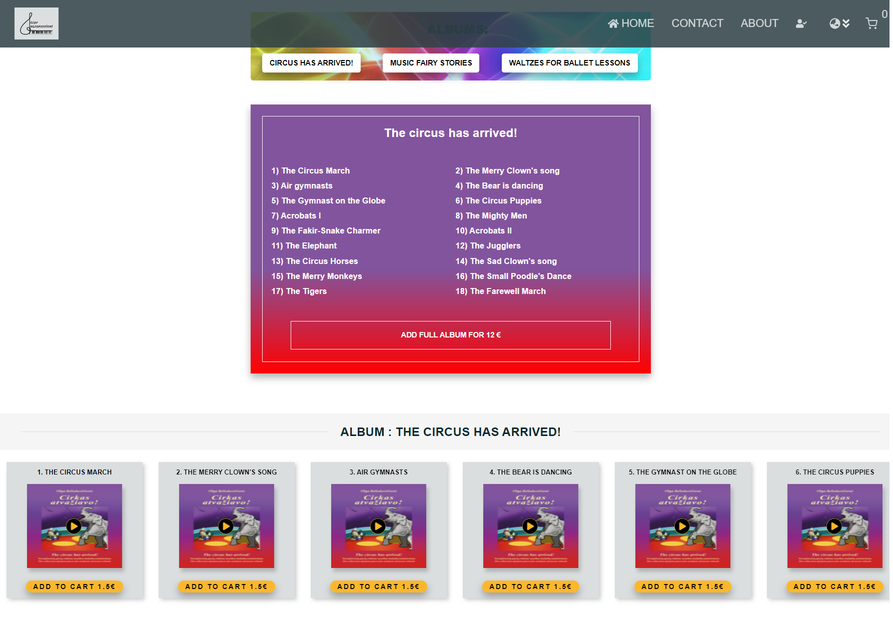 HOME CONTACT ABOUT 0
ALBUMS:
CIRCUS HAS ARRIVED! MUSIC FAIRY STORIES WALTZES FOR BALLET LESSONS
The circus has arrived!
1) The Circus March 2) The Merry Clown's song
3) Air gymnasts 4) The Bear is dancing
5) The Gymnast on the Globe 6) The Circus Puppies
7) Acrobats I 8) The Mighty Men
9) The Fakir-Snake Charmer 10) Acrobats II
11) The Elephant 12) The Jugglers
13) The Circus Horses 14) The Sad Clown's song
15) The Merry Monkeys 16) The Small Poodle's Dance
17) The Tigers 18) The Farewell March
ADD FULL ALBUM FOR 12 €
ALBUM : THE CIRCUS HAS ARRIVED!
1. THE CIRCUS MARCH 2. THE MERRY CLOWN'S SONG 3. AIR GYMNASTS 4. THE BEAR IS DANCING 5. THE GYMNAST ON THE GLOBE 6. THE CIRCUS PUPPIES
Cirkas Cirkas Cirkas Cirkas Cirkas Cirkas
atvažiavo! atvažiavo! atvažiavo! atvažiavo! atvažiavo! atvažiavo!
The circus has arrived! The circus has arrived! The circus has arrived! The circus has arrived! The circus has arrived! The circus has arrived!
ADD TO CART 1.5€ ADD TO CART 1.5€ ADD TO CART 1.5€ ADD TO CART 1.5€ ADD TO CART 1.5€ ADD TO CART 1.5€